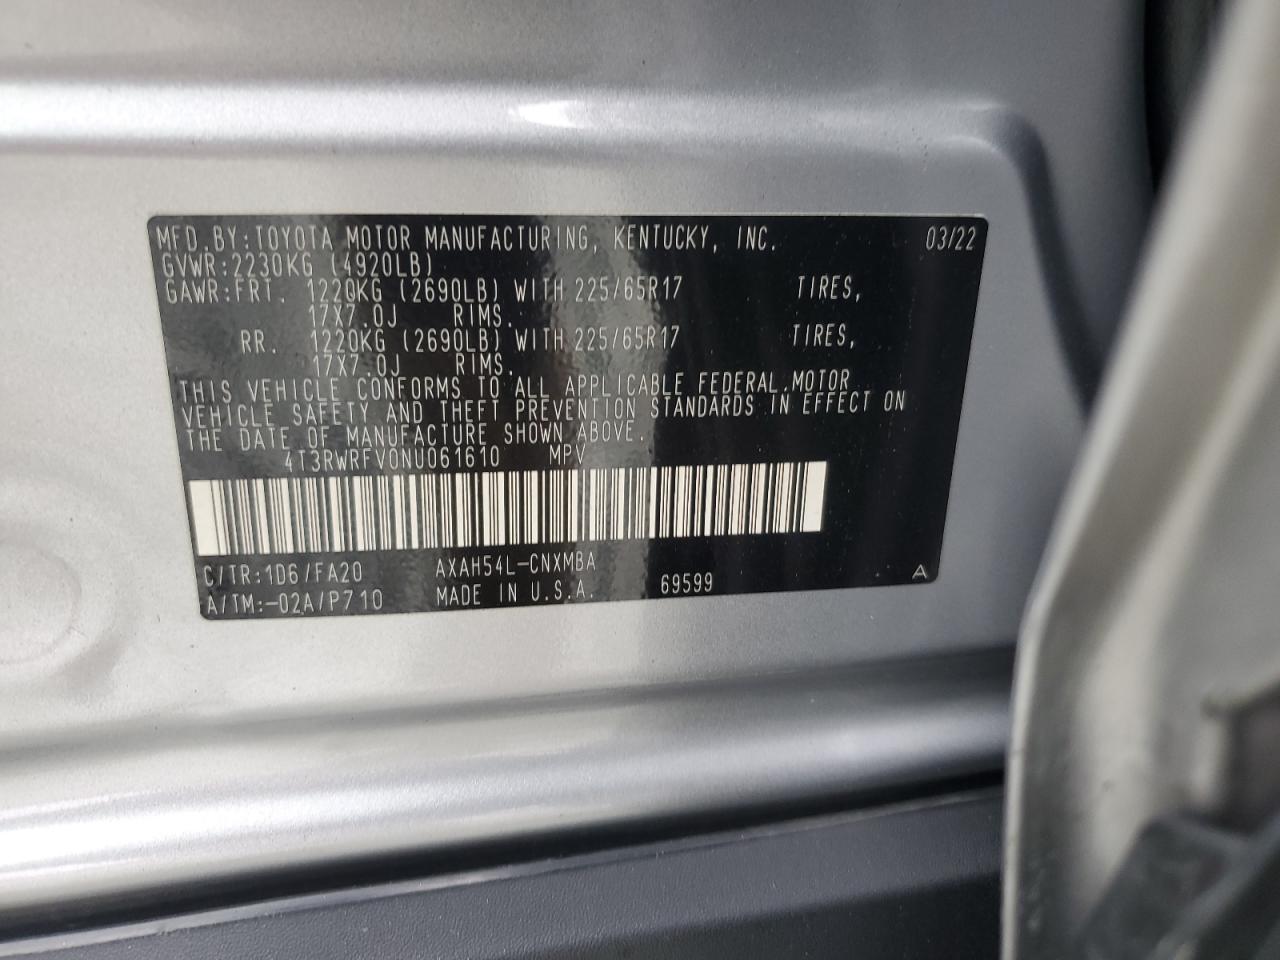 MFD.BY:TOYOTA MOTOR MANUFACTURING, KENTUCKY, INC. 03/22
GVWR:2230KG (4920LB)
GAWR:FRT. 1220KG (2690LB) WITH 225/65R17 TIRES,
17X7.0J RIMS.
RR. 1220KG (2690LB) WITH 225/65R17 TIRES,
17X7.0J RIMS.
THIS VEHICLE CONFORMS TO ALL APPLICABLE FEDERAL MOTOR
VEHICLE SAFETY AND THEFT PREVENTION STANDARDS IN EFFECT ON
THE DATE OF MANUFACTURE SHOWN ABOVE.
4T3RWRFV0NU061610 MPV
C/TR:1D6/FA20 AXAH54L-CNXMBA
A/TM:-02A/P710 MADE IN U.S.A. 69599 A